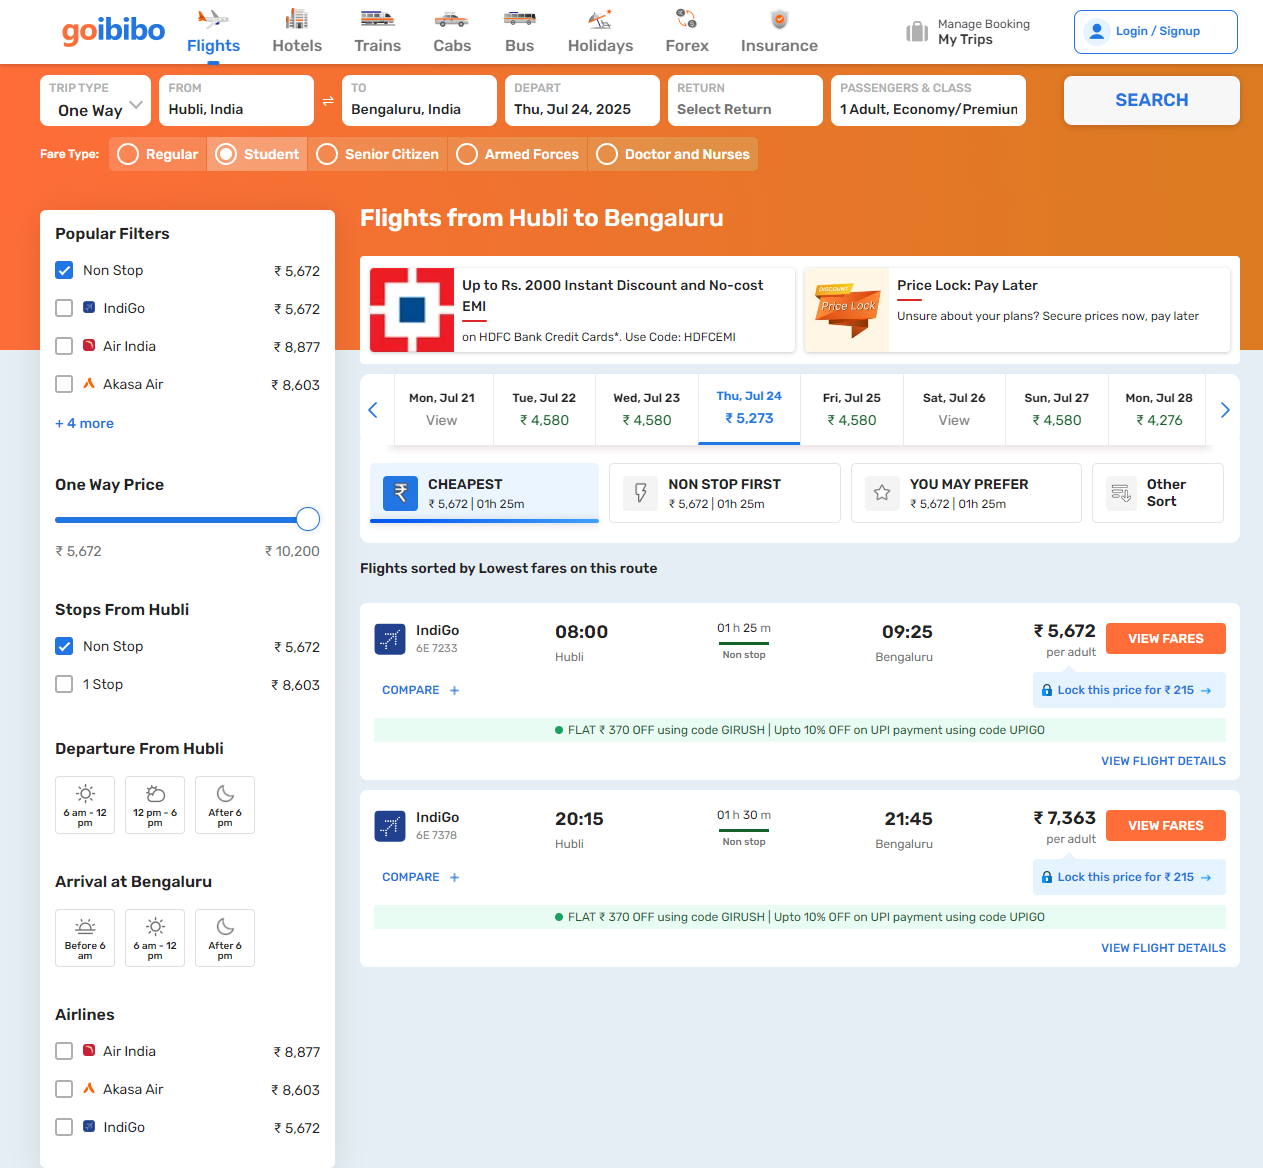 goibibo
Flights
Hotels
Trains
Cabs
Bus
Holidays
Forex
Insurance
Manage Booking
My Trips
Login / Signup
TRIP TYPE
One Way
FROM
Hubli, India
TO
Bengaluru, India
DEPART
Thu, Jul 24, 2025
RETURN
Select Return
PASSENGERS & CLASS
1 Adult, Economy/Premiun
SEARCH
Fare Type:
Regular
Student
Senior Citizen
Armed Forces
Doctor and Nurses
Popular Filters
Non Stop ₹ 5,672
IndiGo ₹ 5,672
Air India ₹ 8,877
Akasa Air ₹ 8,603
+ 4 more
One Way Price
₹ 5,672 ₹ 10,200
Stops From Hubli
Non Stop ₹ 5,672
1 Stop ₹ 8,603
Departure From Hubli
6 am - 12
pm
12 pm - 6
pm
After 6
pm
Arrival at Bengaluru
Before 6
am
6 am - 12
pm
After 6
pm
Airlines
Air India ₹ 8,877
Akasa Air ₹ 8,603
IndiGo ₹ 5,672
Flights from Hubli to Bengaluru
Up to Rs. 2000 Instant Discount and No-cost
EMI
on HDFC Bank Credit Cards*. Use Code: HDFCEMI
DISCOUNT
Price Lock
Price Lock: Pay Later
Unsure about your plans? Secure prices now, pay later
Mon, Jul 21
View
Tue, Jul 22
₹ 4,580
Wed, Jul 23
₹ 4,580
Thu, Jul 24
₹ 5,273
Fri, Jul 25
₹ 4,580
Sat, Jul 26
View
Sun, Jul 27
₹ 4,580
Mon, Jul 28
₹ 4,276
CHEAPEST
₹ 5,672 | 01h 25m
NON STOP FIRST
₹ 5,672 | 01h 25m
YOU MAY PREFER
₹ 5,672 | 01h 25m
Other
Sort
Flights sorted by Lowest fares on this route
IndiGo
6E 7233
08:00
Hubli
01 h 25 m
Non stop
09:25
Bengaluru
₹ 5,672
per adult
VIEW FARES
COMPARE +
Lock this price for ₹ 215 →
FLAT ₹ 370 OFF using code GIRUSH | Upto 10% OFF on UPI payment using code UPIGO
VIEW FLIGHT DETAILS
IndiGo
6E 7378
20:15
Hubli
01 h 30 m
Non stop
21:45
Bengaluru
₹ 7,363
per adult
VIEW FARES
COMPARE +
Lock this price for ₹ 215 →
FLAT ₹ 370 OFF using code GIRUSH | Upto 10% OFF on UPI payment using code UPIGO
VIEW FLIGHT DETAILS